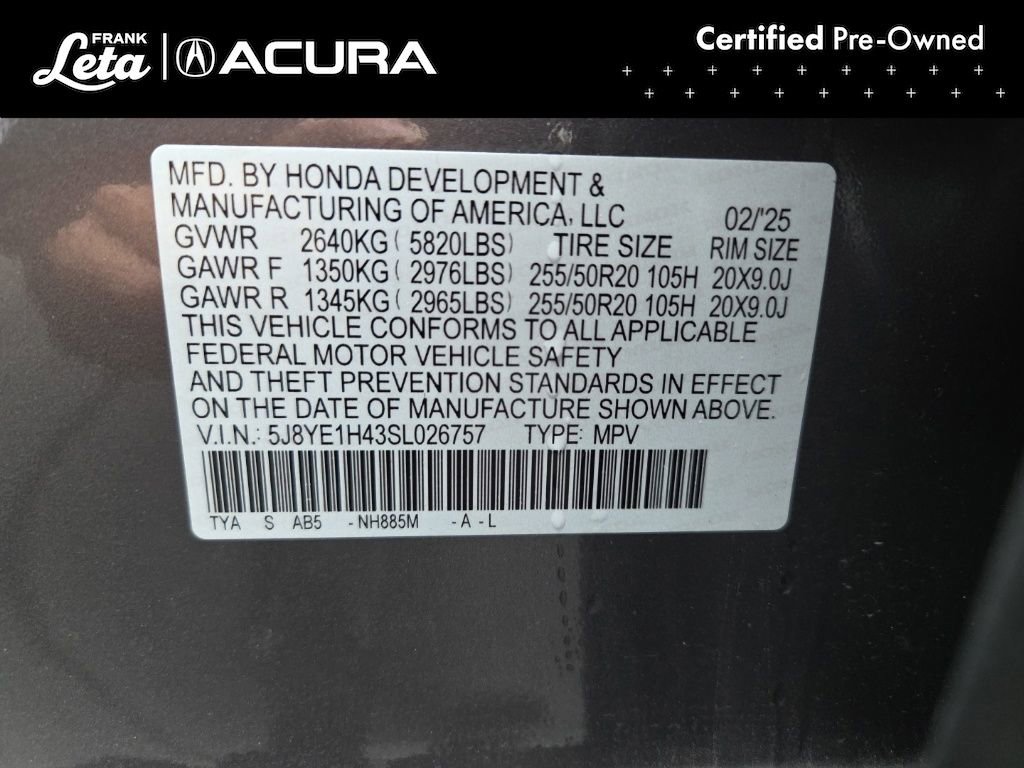 FRANK
Leta
ACURA
Certified Pre-Owned
MFD. BY HONDA DEVELOPMENT &
MANUFACTURING OF AMERICA, LLC 02/'25
GVWR 2640KG ( 5820LBS) TIRE SIZE RIM SIZE
GAWR F 1350KG ( 2976LBS) 255/50R20 105H 20X9.0J
GAWR R 1345KG ( 2965LBS) 255/50R20 105H 20X9.0J
THIS VEHICLE CONFORMS TO ALL APPLICABLE
FEDERAL MOTOR VEHICLE SAFETY
AND THEFT PREVENTION STANDARDS IN EFFECT
ON THE DATE OF MANUFACTURE SHOWN ABOVE.
V.I.N.: 5J8YE1H43SL026757 TYPE: MPV
TYA S AB5 -NH885M -A -L